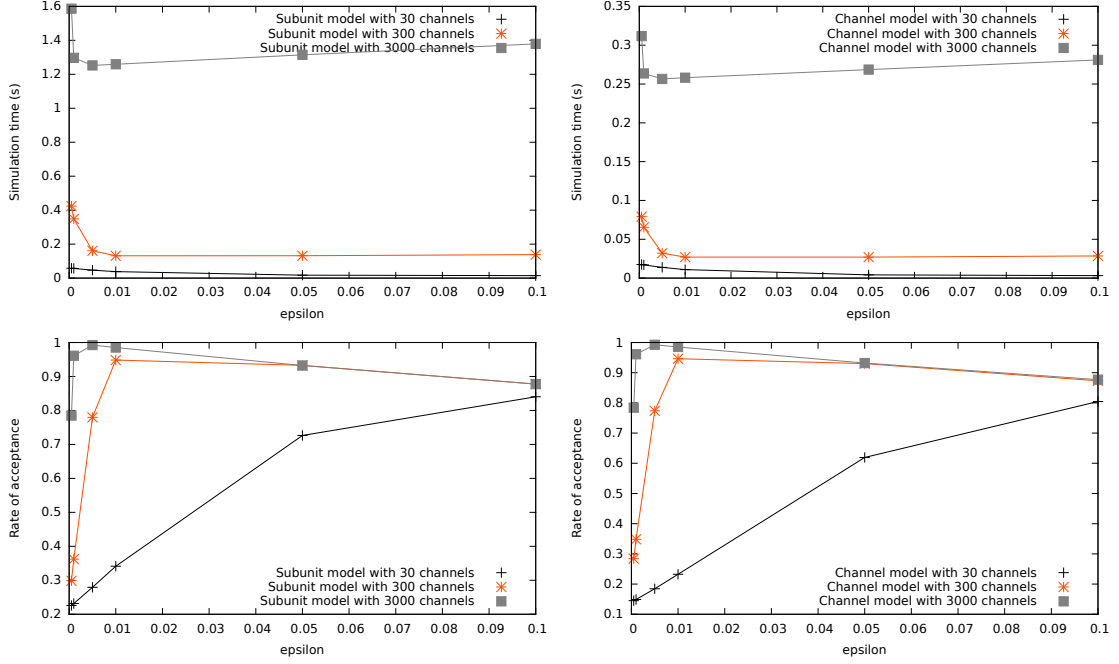 1.6
1.4
1.2
1
0.8
0.6
0.4
0.2
0
Simulation time (s)
Subunit model with 30 channels
Subunit model with 300 channels
Subunit model with 3000 channels
0 0.01 0.02 0.03 0.04 0.05 0.06 0.07 0.08 0.09 0.1
epsilon
0.35
0.3
0.25
0.2
0.15
0.1
0.05
0
Simulation time (s)
Channel model with 30 channels
Channel model with 300 channels
Channel model with 3000 channels
0 0.01 0.02 0.03 0.04 0.05 0.06 0.07 0.08 0.09 0.1
epsilon
1
0.9
0.8
0.7
0.6
0.5
0.4
0.3
0.2
Rate of acceptance
Subunit model with 30 channels
Subunit model with 300 channels
Subunit model with 3000 channels
0 0.01 0.02 0.03 0.04 0.05 0.06 0.07 0.08 0.09 0.1
epsilon
1
0.9
0.8
0.7
0.6
0.5
0.4
0.3
0.2
0.1
Rate of acceptance
Channel model with 30 channels
Channel model with 300 channels
Channel model with 3000 channels
0 0.01 0.02 0.03 0.04 0.05 0.06 0.07 0.08 0.09 0.1
epsilon